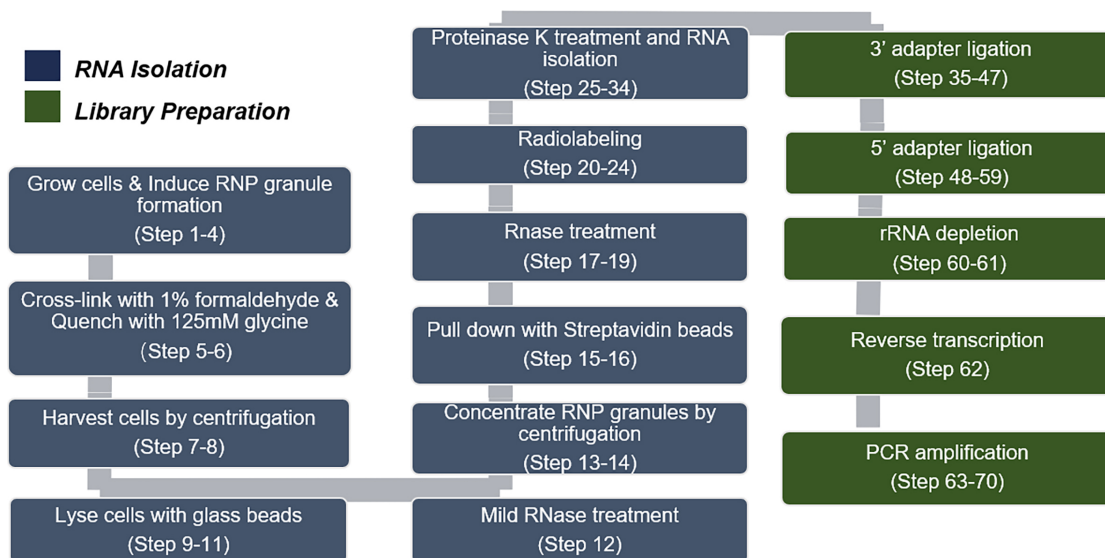 RNA Isolation
Library Preparation
Grow cells & Induce RNP granule
formation
(Step 1-4)
Cross-link with 1% formaldehyde &
Quench with 125mM glycine
(Step 5-6)
Harvest cells by centrifugation
(Step 7-8)
Lyse cells with glass beads
(Step 9-11)
Mild RNase treatment
(Step 12)
Concentrate RNP granules by
centrifugation
(Step 13-14)
Pull down with Streptavidin beads
(Step 15-16)
Rnase treatment
(Step 17-19)
Radiolabeling
(Step 20-24)
Proteinase K treatment and RNA
isolation
(Step 25-34)
3’ adapter ligation
(Step 35-47)
5’ adapter ligation
(Step 48-59)
rRNA depletion
(Step 60-61)
Reverse transcription
(Step 62)
PCR amplification
(Step 63-70)